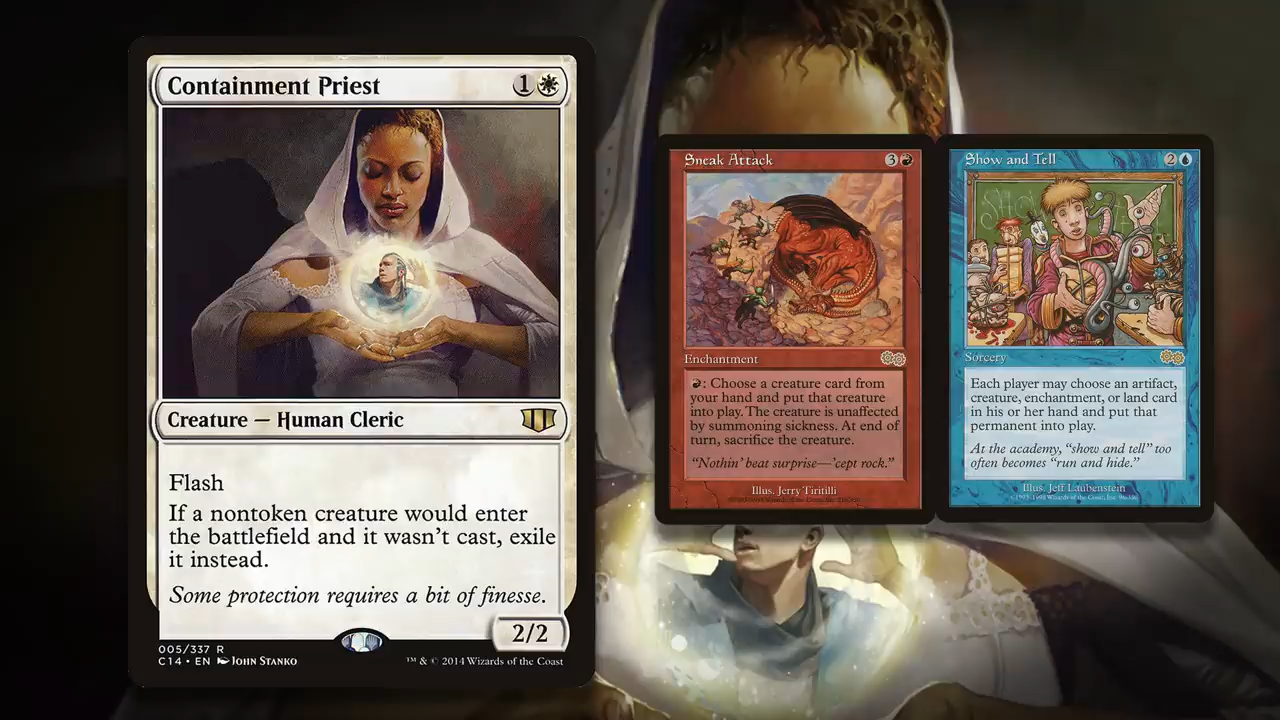 Containment Priest 1
Creature — Human Cleric
Flash
If a nontoken creature would enter
the battlefield and it wasn't cast, exile
it instead.
Some protection requires a bit of finesse.
2/2
005/337 R
C14 • EN John Stanko
™ & © 2014 Wizards of the Coast
Sneak Attack 3
Enchantment
: Choose a creature card from
your hand and put that creature
into play. The creature is unaffected
by summoning sickness. At end of
turn, sacrifice the creature.
"Nothin' beat surprise—'cept rock."
Illus. Jerry Tiritilli
Show and Tell 2
Sorcery
Each player may choose an artifact,
creature, enchantment, or land card
in his or her hand and put that
permanent into play.
At the academy, "show and tell" too
often becomes "run and hide."
Illus. Jeff Laubenstein